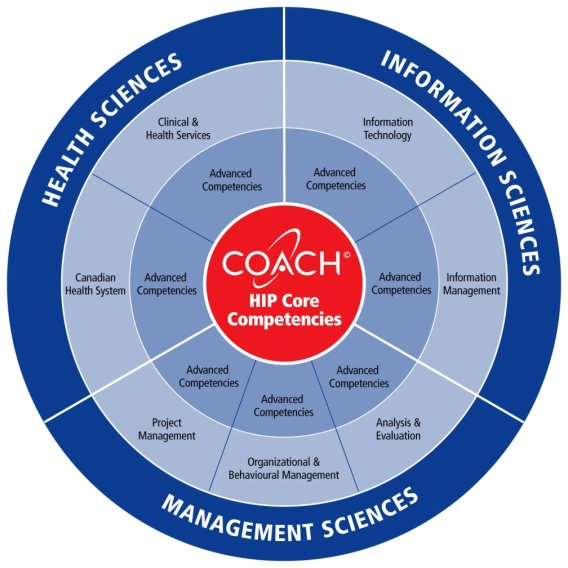 HEALTH SCIENCES
INFORMATION SCIENCES
Clinical &
Health Services
Information
Technology
Advanced
Competencies
Advanced
Competencies
Canadian
Health System
Advanced
Competencies
COACH©
HIP Core
Competencies
Advanced
Competencies
Information
Management
Advanced
Competencies
Advanced
Competencies
Advanced
Competencies
Project
Management
Analysis &
Evaluation
Organizational &
Behavioural Management
MANAGEMENT SCIENCES